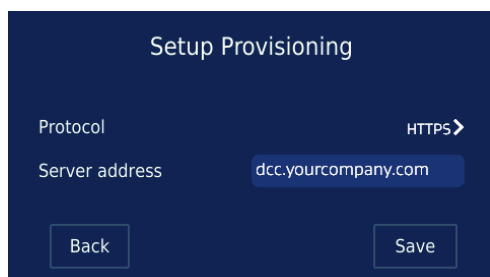 Setup Provisioning
Protocol HTTPS
Server address dcc.yourcompany.com
Back Save